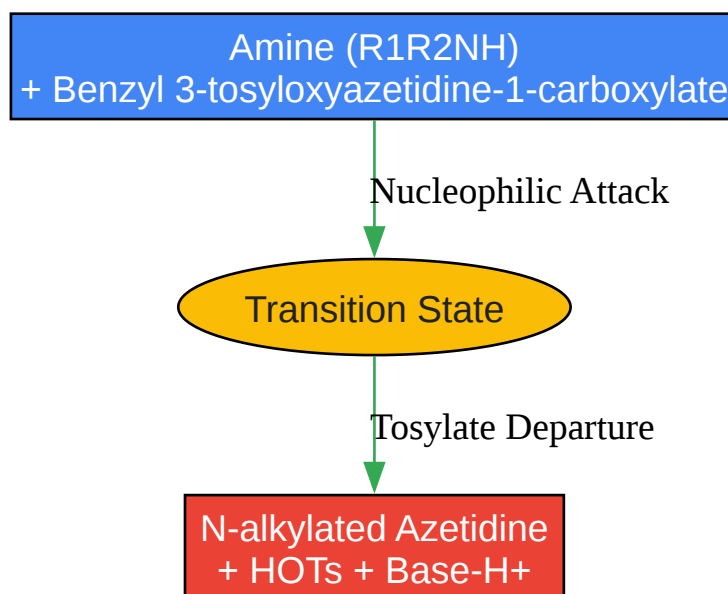 Amine (R1R2NH)
+ Benzyl 3-tosyloxyazetidine-1-carboxylate
Nucleophilic Attack
Transition State
Tosylate Departure
N-alkylated Azetidine
+ HOTs + Base-H+